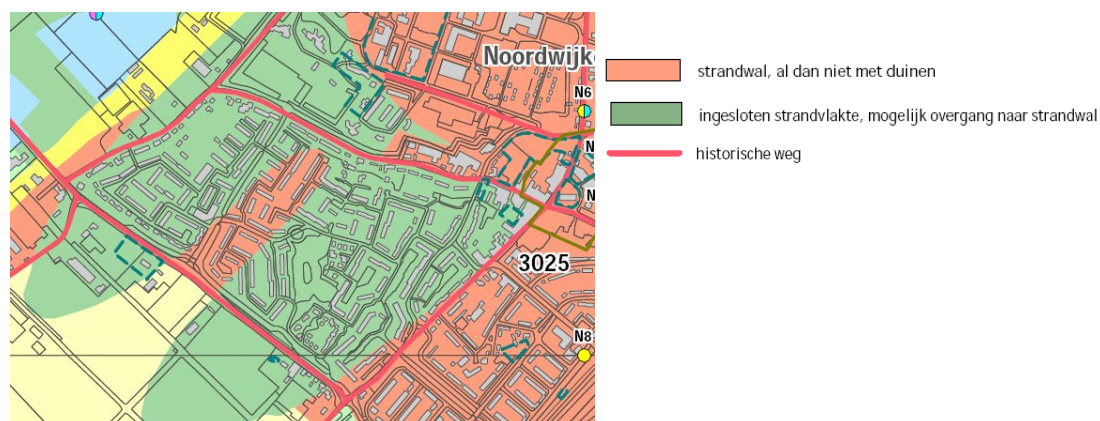 Noordwijk
N6
N
N
3025
N8
strandwal, al dan niet met duinen
ingesloten strandvlakte, mogelijk overgang naar strandwal
historische weg